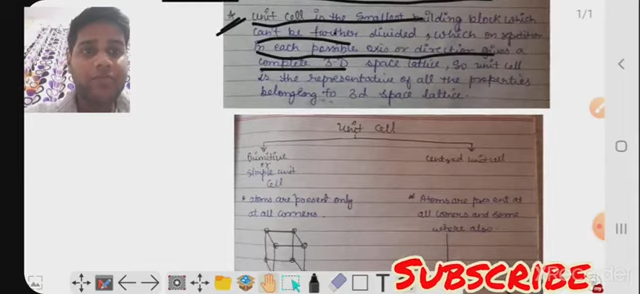 1/1
* Unit cell is the smallest building block which
can't be further divided, which on reptition
in each possible axis or direction gives a
complete 3-D space lattice, So unit cell
is the representative of all the properties
belonging to 3d space lattice.
Unit Cell
Primitive
or
simple unit
cell
Centred unit cell
* Atoms are present only
at all corners.
* Atoms are present at
all corners and some
where also.
T
SUBSCRIBE